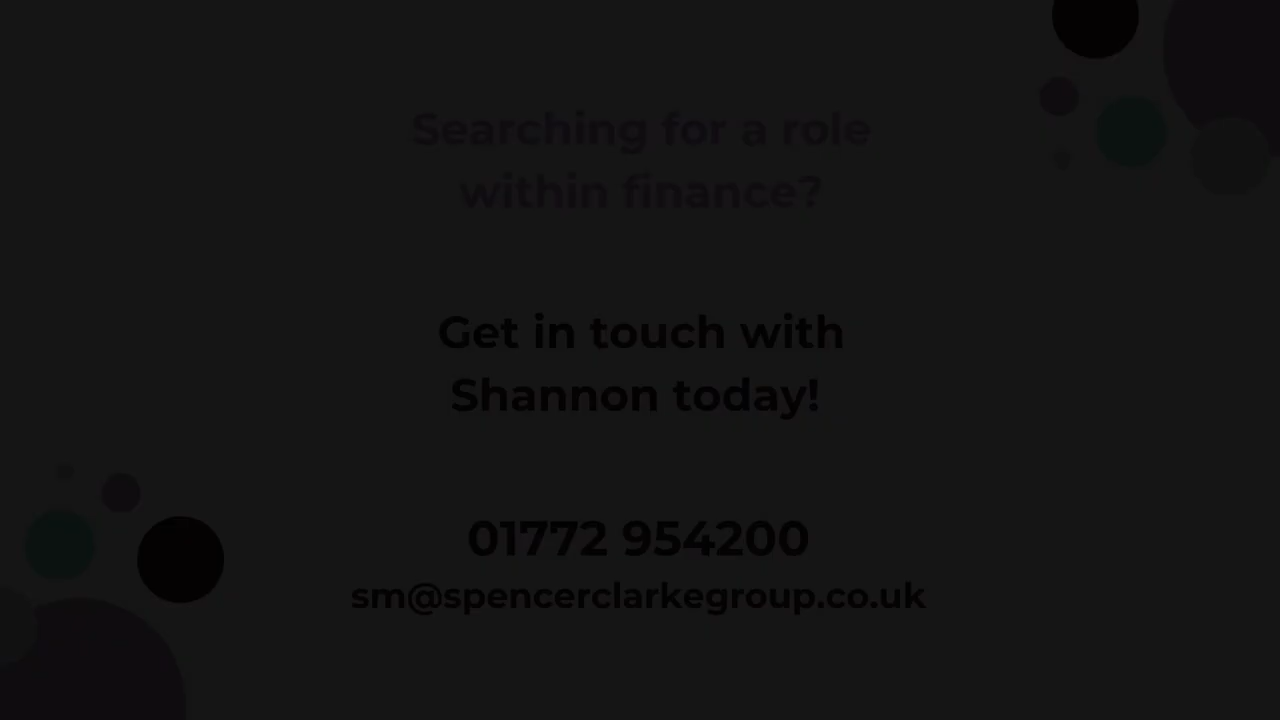 Searching for a role
within finance?
Get in touch with
Shannon today!
01772 954200
sm@spencerclarkegroup.co.uk